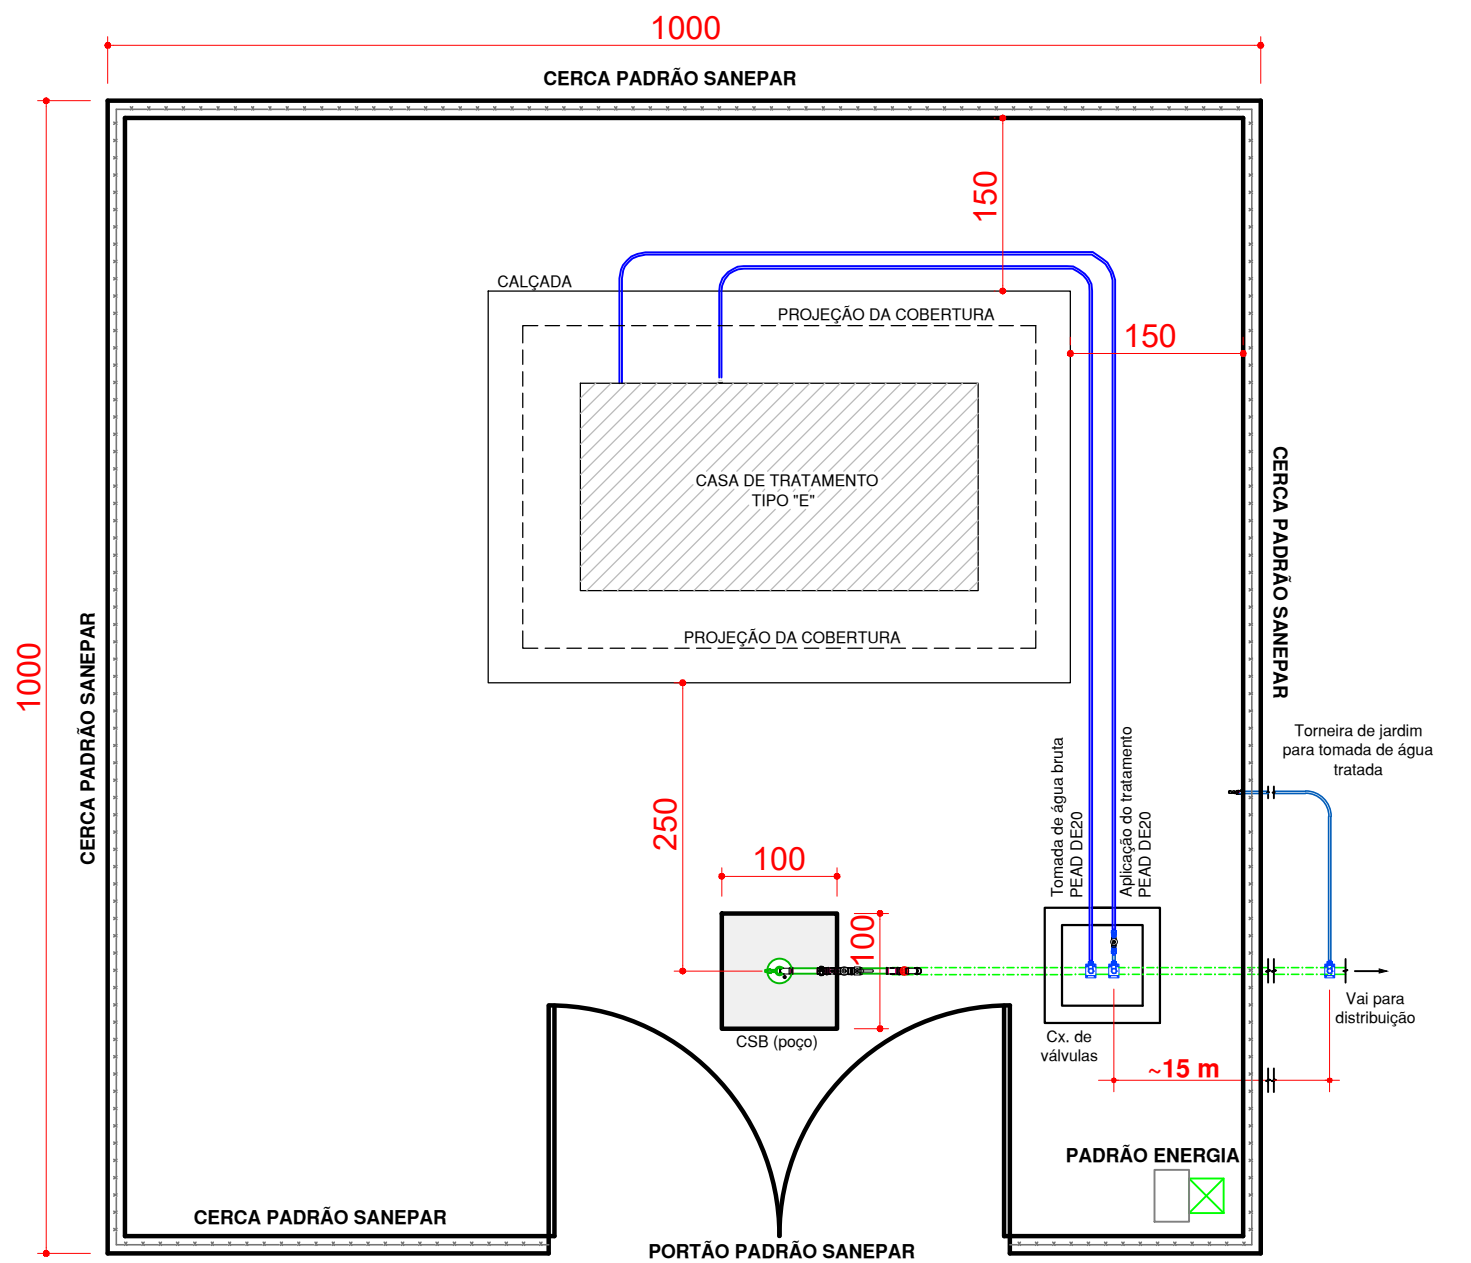 1000
CERCA PADRÃO SANEPAR
150
CALÇADA
PROJEÇÃO DA COBERTURA
150
CASA DE TRATAMENTO
TIPO "E"
CERCA PADRÃO SANEPAR
PROJEÇÃO DA COBERTURA
1000
CERCA PADRÃO SANEPAR
Torneira de jardim
para tomada de água
tratada
Tomada de água bruta
PEAD DE20
Aplicação do tratamento
PEAD DE20
250
100
100
CSB (poço)
Cx. de
válvulas
Vai para
distribuição
~15 m
PADRÃO ENERGIA
CERCA PADRÃO SANEPAR
PORTÃO PADRÃO SANEPAR